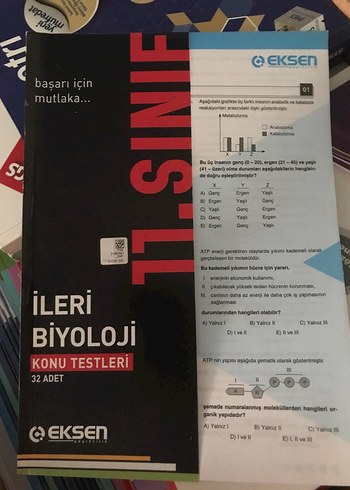 yeni
müfredat
başarı için
mutlaka...
11.SINIF
İLERİ
BİYOLOJİ
KONU TESTLERİ
32 ADET
EKSEN
yayıncılık
EKSEN
01
Aşağıdaki grafikte üç farklı insanın anabolik ve katabolik
reaksiyonları arasındaki ilişki gösterilmiştir.
Metabolizma
Anabolizma
Katabolizma
X Y Z
Bu üç insanın genç (0 – 20), ergen (21 – 40) ve yaşlı
(41 – üzeri) olma durumları aşağıdakilerin hangisin-
de doğru eşleştirilmiştir?
X Y Z
A) Genç Ergen Yaşlı
B) Ergen Yaşlı Genç
C) Yaşlı Genç Ergen
D) Genç Yaşlı Ergen
E) Ergen Genç Yaşlı
ATP enerji gerektiren olaylarda yıkımı kademeli olarak
gerçekleşen bir moleküldür.
Bu kademeli yıkımın hücre için yararı,
I. enerjinin ekonomik kullanımı,
II. çıkabilecek yüksek ısıdan hücrenin korunması,
III. canlının daha az enerji ile daha çok iş yapmasının
sağlanması
durumlarından hangileri olabilir?
A) Yalnız I B) Yalnız II C) Yalnız III
D) I ve II E) II ve III
ATP nin yapısı aşağıda şematik olarak gösterilmiştir.
III
I II
A R P P P
şemada numaralanmış moleküllerden hangileri or-
ganik yapıdadır?
A) Yalnız I B) Yalnız II C) Yalnız III
D) I ve II E) I, II ve III